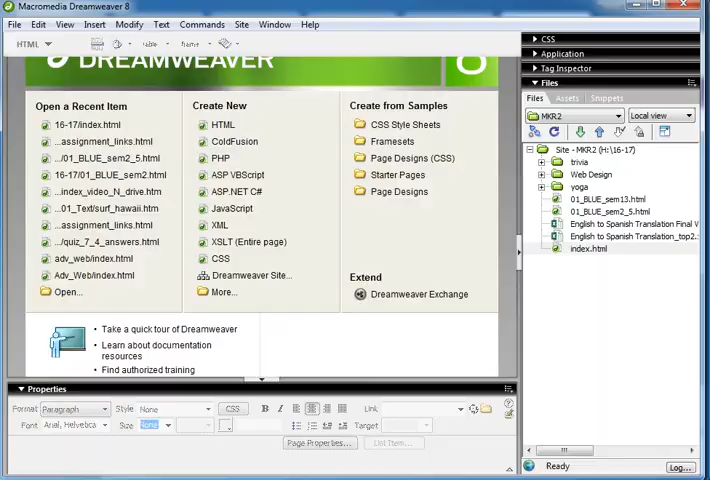 Macromedia Dreamweaver 8
File Edit View Insert Modify Text Commands Site Window Help
HTML table frame
DREAMWEAVER 8
Open a Recent Item
16-17/index.html
...assignment_links.html
.../01_BLUE_sem2_5.html
16-17/01_BLUE_sem2.html
...index_video_N_drive.htm
...01_Text/surf_hawaii.htm
...assignment_links.html
.../quiz_7_4_answers.html
adv_web/index.html
Adv_Web/index.html
Open...
Create New
HTML
ColdFusion
PHP
ASP VBScript
ASP.NET C#
JavaScript
XML
XSLT (Entire page)
CSS
Dreamweaver Site...
More...
Create from Samples
CSS Style Sheets
Framesets
Page Designs (CSS)
Starter Pages
Page Designs
Extend
Dreamweaver Exchange
• Take a quick tour of Dreamweaver
• Learn about documentation
resources
• Find authorized training
Properties
Format Paragraph Style None CSS B I Link
Font Arial, Helvetica Size None Target
Page Properties... List Item...
CSS
Application
Tag Inspector
Files
Files Assets Snippets
MKR2 Local view
Site - MKR2 (H:\16-17)
trivia
Web Design
yoga
01_BLUE_sem13.html
01_BLUE_sem2_5.html
English to Spanish Translation Final W
English to Spanish Translation_top2.
index.html
Ready Log...